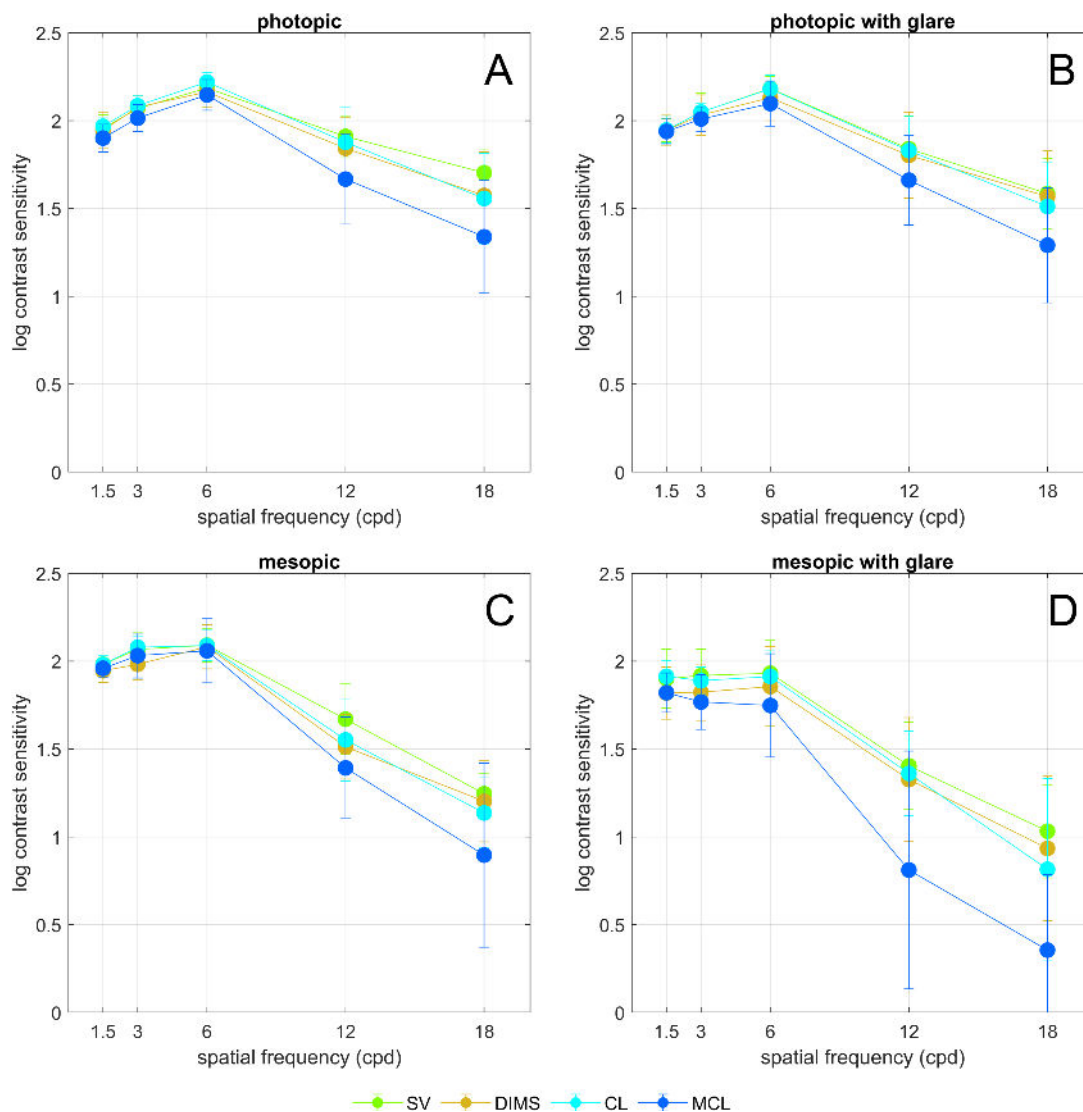 photopic
A
2.5
2
1.5
1
0.5
0
log contrast sensitivity
1.5 3 6 12 18
spatial frequency (cpd)
photopic with glare
B
2.5
2
1.5
1
0.5
0
log contrast sensitivity
1.5 3 6 12 18
spatial frequency (cpd)
mesopic
C
2.5
2
1.5
1
0.5
0
log contrast sensitivity
1.5 3 6 12 18
spatial frequency (cpd)
mesopic with glare
D
2.5
2
1.5
1
0.5
0
log contrast sensitivity
1.5 3 6 12 18
spatial frequency (cpd)
SV DIMS CL MCL